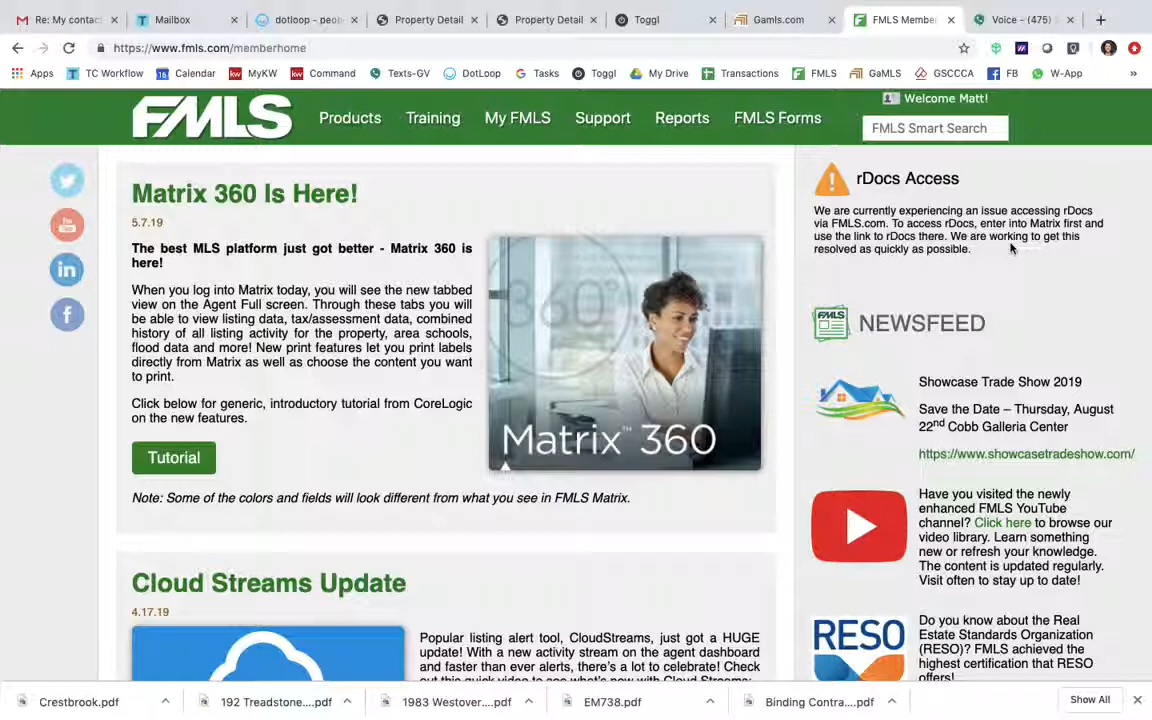 Re: My contac
Mailbox
dotloop - peop
Property Detail
Property Detail
Toggl
Gamls.com
FMLS Membe
Voice - (475)
https://www.fmls.com/memberhome
Apps
TC Workflow
Calendar
MyKW
Command
Texts-GV
DotLoop
Tasks
Toggl
My Drive
Transactions
FMLS
GaMLS
GSCCCA
FB
W-App
»
FMLS
Products
Training
My FMLS
Support
Reports
FMLS Forms
Welcome Matt!
FMLS Smart Search
Matrix 360 Is Here!
5.7.19
The best MLS platform just got better - Matrix 360 is
here!
When you log into Matrix today, you will see the new tabbed
view on the Agent Full screen. Through these tabs you will
be able to view listing data, tax/assessment data, combined
history of all listing activity for the property, area schools,
flood data and more! New print features let you print labels
directly from Matrix as well as choose the content you want
to print.
Click below for generic, introductory tutorial from CoreLogic
on the new features.
Tutorial
360°
Matrix™ 360
Note: Some of the colors and fields will look different from what you see in FMLS Matrix.
Cloud Streams Update
4.17.19
Popular listing alert tool, CloudStreams, just got a HUGE
update! With a new activity stream on the agent dashboard
and faster than ever alerts, there's a lot to celebrate! Check
out this quick video to see what's new with Cloud Streams:
rDocs Access
We are currently experiencing an issue accessing rDocs
via FMLS.com. To access rDocs, enter into Matrix first and
use the link to rDocs there. We are working to get this
resolved as quickly as possible.
FMLS
NEWSFEED
Showcase Trade Show 2019
Save the Date – Thursday, August
22nd Cobb Galleria Center
https://www.showcasetradeshow.com/
Have you visited the newly
enhanced FMLS YouTube
channel? Click here to browse our
video library. Learn something
new or refresh your knowledge.
The content is updated regularly.
Visit often to stay up to date!
RESO
Do you know about the Real
Estate Standards Organization
(RESO)? FMLS achieved the
highest certification that RESO
offers!
Crestbrook.pdf
192 Treadstone....pdf
1983 Westover....pdf
EM738.pdf
Binding Contra....pdf
Show All